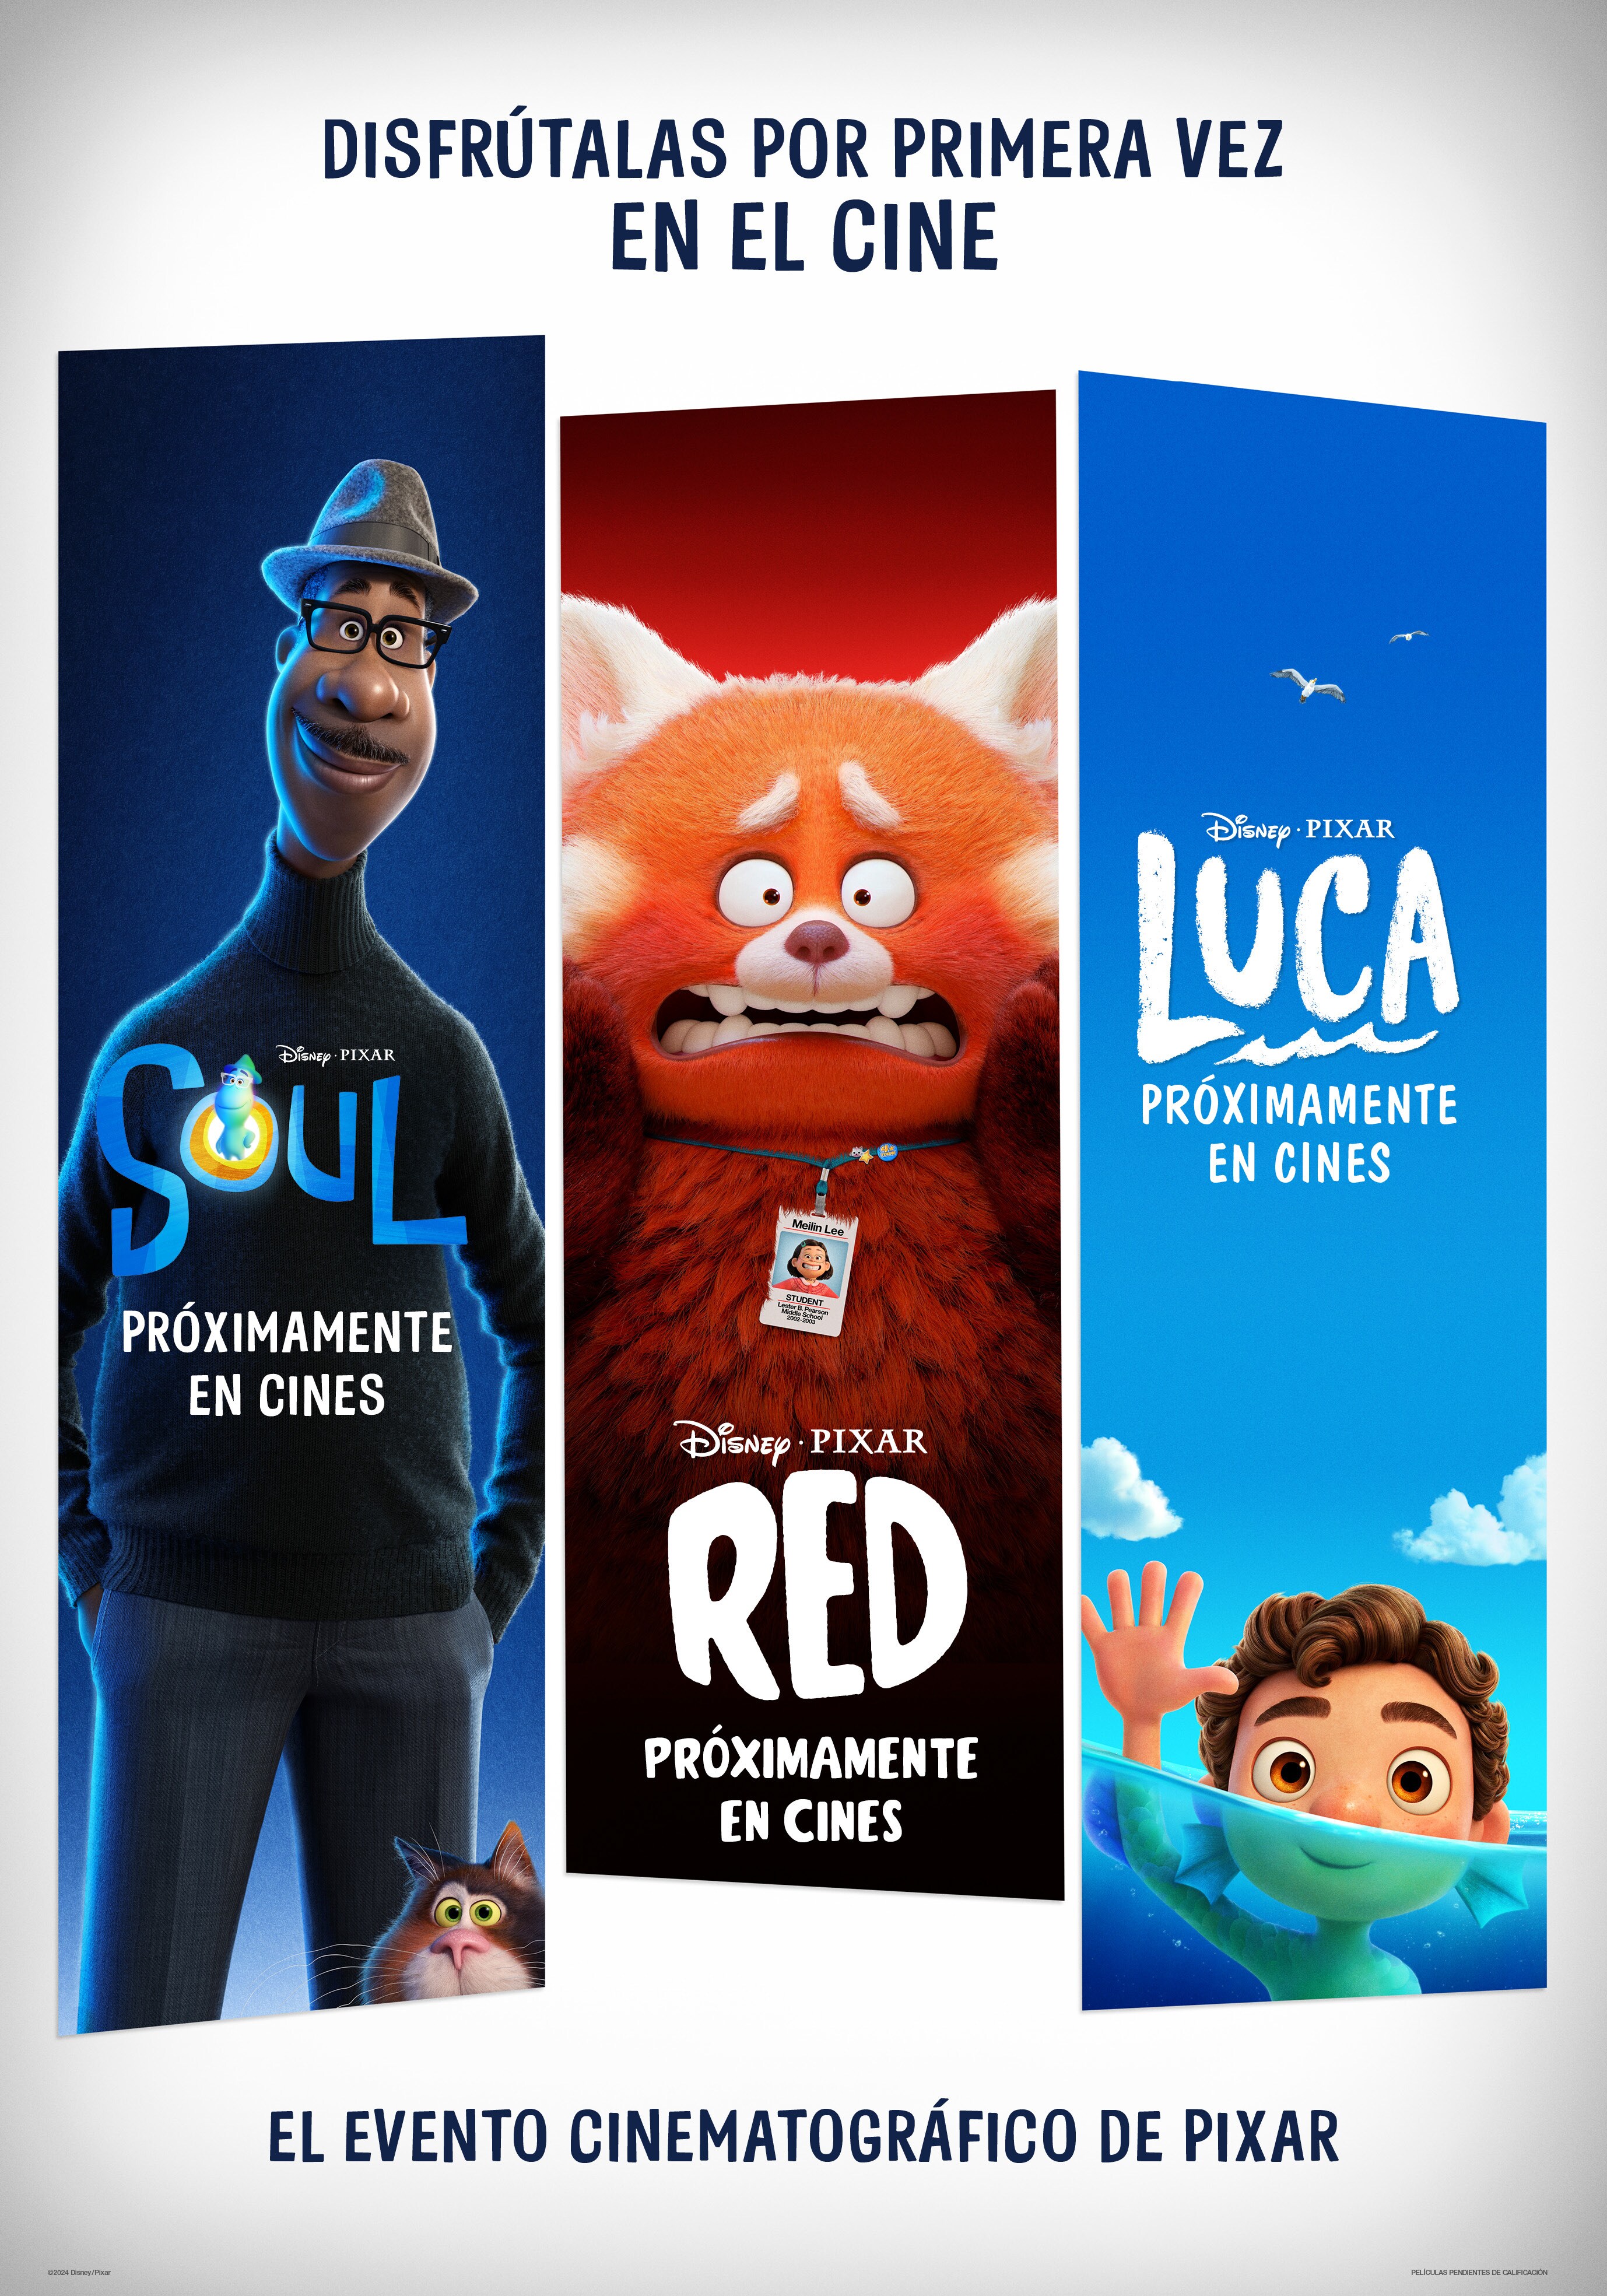 DISFRÚTALAS POR PRIMERA VEZ
EN EL CINE
Disney · PIXAR
SOUL
PRÓXIMAMENTE
EN CINES
Meilin Lee
STUDENT
Lester B. Pearson
Middle School
2002-2003
Disney · PIXAR
RED
PRÓXIMAMENTE
EN CINES
Disney · PIXAR
LUCA
PRÓXIMAMENTE
EN CINES
EL EVENTO CINEMATOGRÁFICO DE PIXAR
©2024 Disney/Pixar
PELÍCULAS PENDIENTES DE CALIFICACIÓN